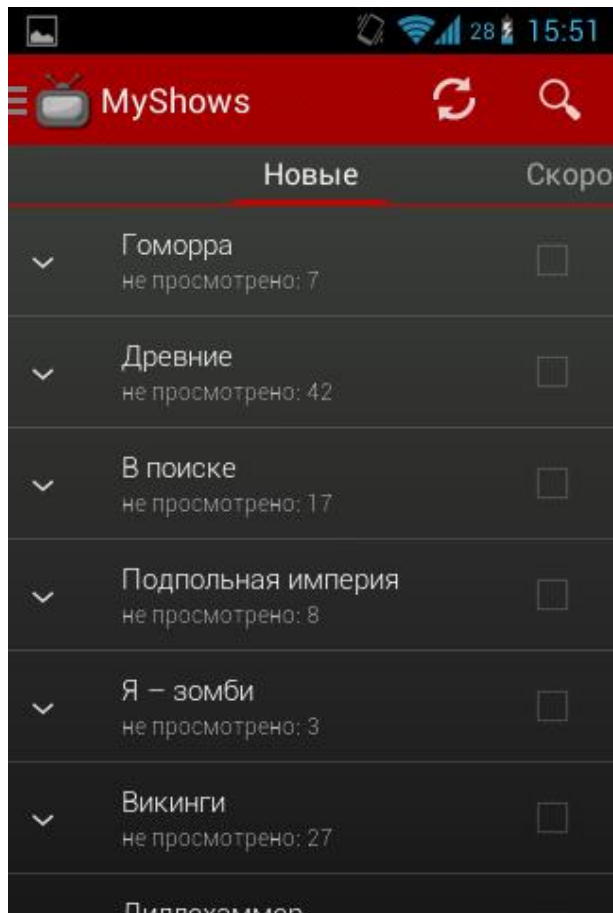 28 15:51
MyShows
Новые Скоро
Гоморра
не просмотрено: 7
Древние
не просмотрено: 42
В поиске
не просмотрено: 17
Подпольная империя
не просмотрено: 8
Я – зомби
не просмотрено: 3
Викинги
не просмотрено: 27